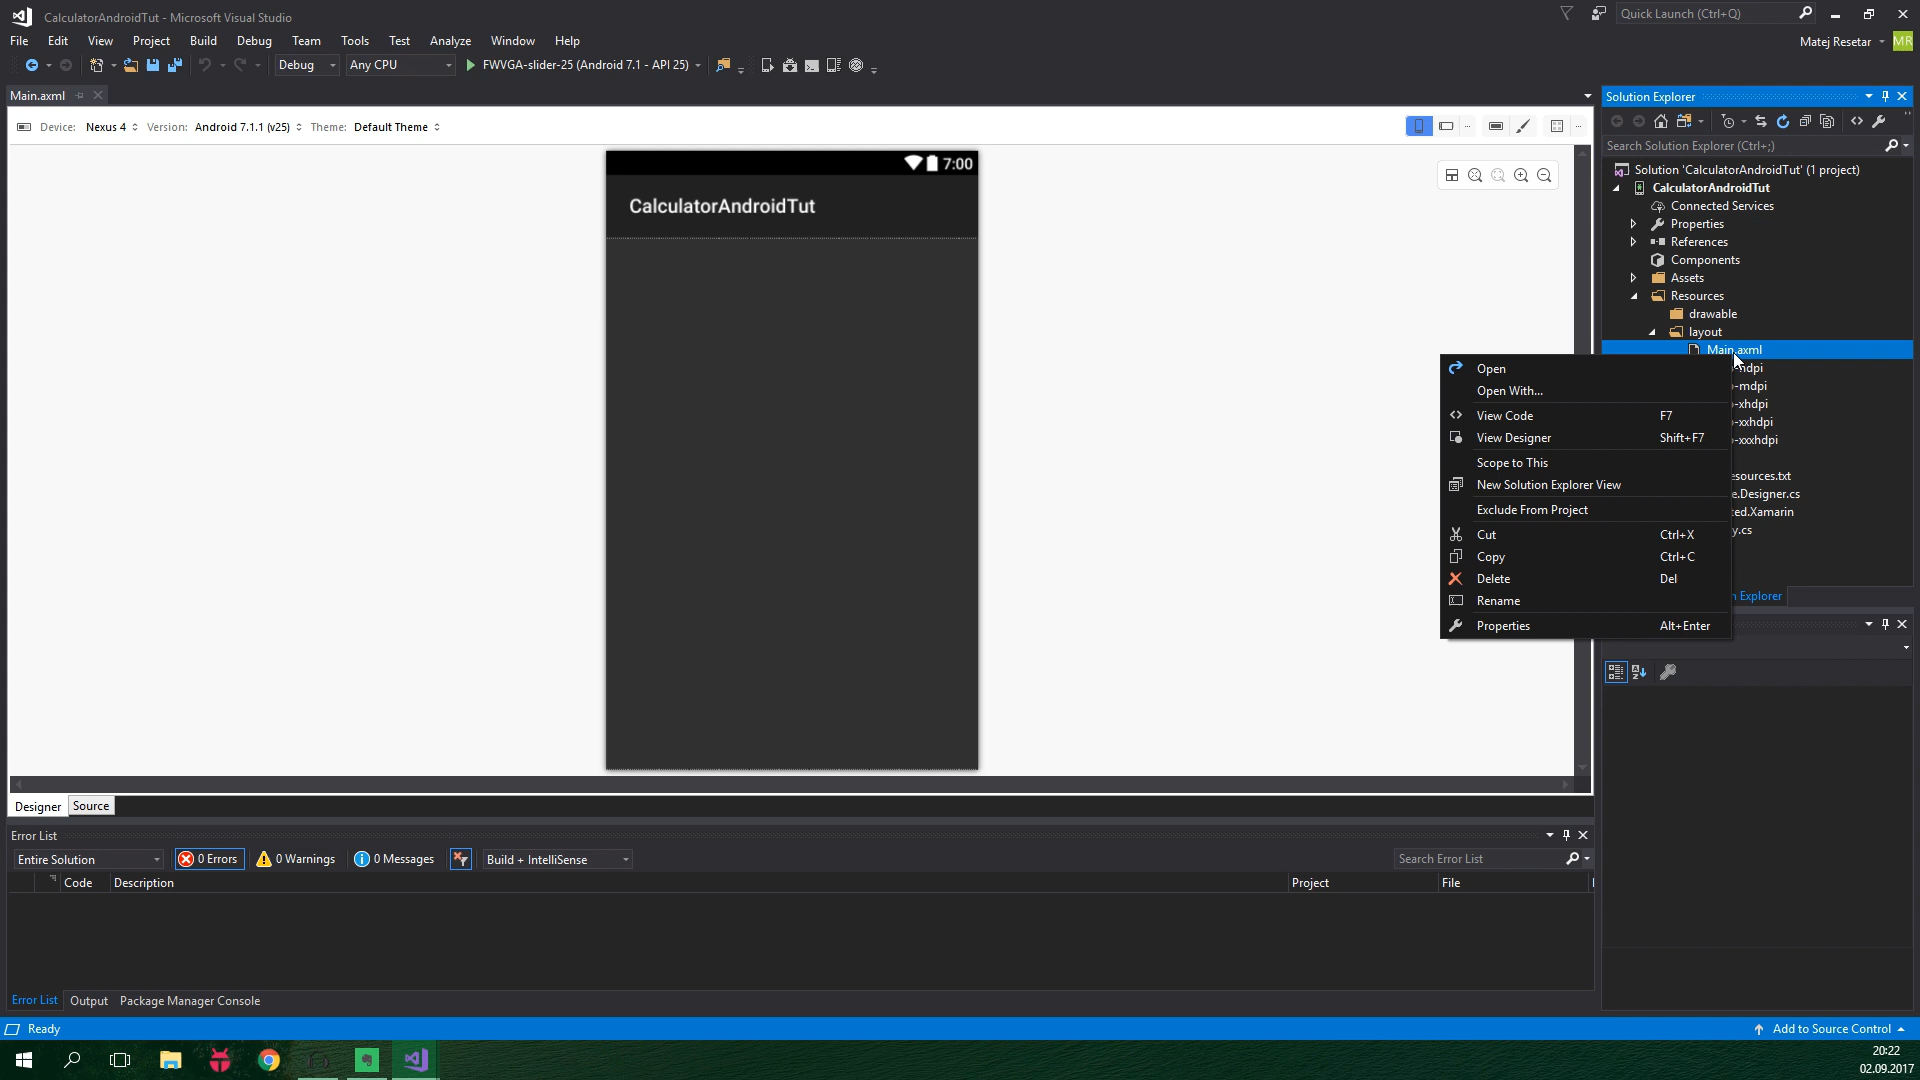 CalculatorAndroidTut - Microsoft Visual Studio
Quick Launch (Ctrl+Q)
File Edit View Project Build Debug Team Tools Test Analyze Window Help
Matej Resetar MR
Debug Any CPU FWVGA-slider-25 (Android 7.1 - API 25)
Main.axml
Device: Nexus 4 Version: Android 7.1.1 (v25) Theme: Default Theme
7:00
CalculatorAndroidTut
Solution Explorer
Search Solution Explorer (Ctrl+;)
Solution 'CalculatorAndroidTut' (1 project)
CalculatorAndroidTut
Connected Services
Properties
References
Components
Assets
Resources
drawable
layout
Main.axml
-hdpi
-mdpi
-xhdpi
-xxhdpi
-xxxhdpi
esources.txt
e.Designer.cs
ted.Xamarin
y.cs
Open
Open With...
View Code F7
View Designer Shift+F7
Scope to This
New Solution Explorer View
Exclude From Project
Cut Ctrl+X
Copy Ctrl+C
Delete Del
Rename
Properties Alt+Enter
n Explorer
Designer Source
Error List
Entire Solution 0 Errors 0 Warnings 0 Messages Build + IntelliSense Search Error List
Code Description Project File
Error List Output Package Manager Console
Ready Add to Source Control
20:22
02.09.2017